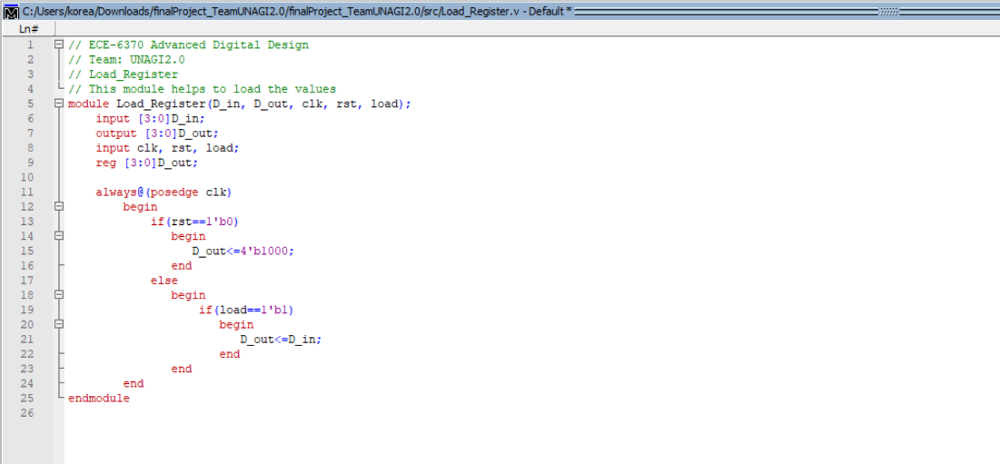 C:/Users/korea/Downloads/finalProject_TeamUNAGI2.0/finalProject_TeamUNAGI2.0/src/Load_Register.v - Default *
Ln#
1 // ECE-6370 Advanced Digital Design
2 // Team: UNAGI2.0
3 // Load_Register
4 // This module helps to load the values
5 module Load_Register(D_in, D_out, clk, rst, load);
6 input [3:0]D_in;
7 output [3:0]D_out;
8 input clk, rst, load;
9 reg [3:0]D_out;
10
11 always@(posedge clk)
12 begin
13 if(rst==1'b0)
14 begin
15 D_out<=4'b1000;
16 end
17 else
18 begin
19 if(load==1'b1)
20 begin
21 D_out<=D_in;
22 end
23 end
24 end
25 endmodule
26